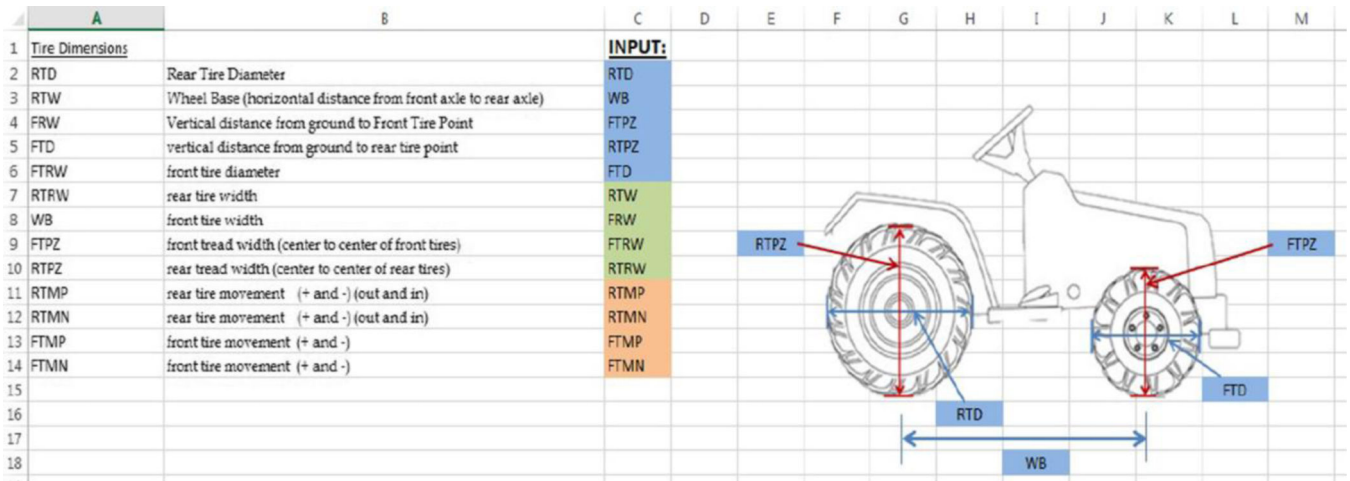 A B C D E F G H I J K L M
1 Tire Dimensions INPUT:
2 RTD Rear Tire Diameter RTD
3 RTW Wheel Base (horizontal distance from front axle to rear axle) WB
4 FRW Vertical distance from ground to Front Tire Point FTPZ
5 FTD vertical distance from ground to rear tire point RTPZ
6 FTRW front tire diameter FTD
7 RTRW rear tire width RTW
8 WB front tire width FRW
9 FTPZ front tread width (center to center of front tires) FTRW RTPZ FTPZ
10 RTPZ rear tread width (center to center of rear tires) RTRW
11 RTMP rear tire movement (+ and -) (out and in) RTMP
12 RTMN rear tire movement (+ and -) (out and in) RTMN
13 FTMP front tire movement (+ and -) FTMP
14 FTMN front tire movement (+ and -) FTMN
15 FTD
16 RTD
17
18 WB